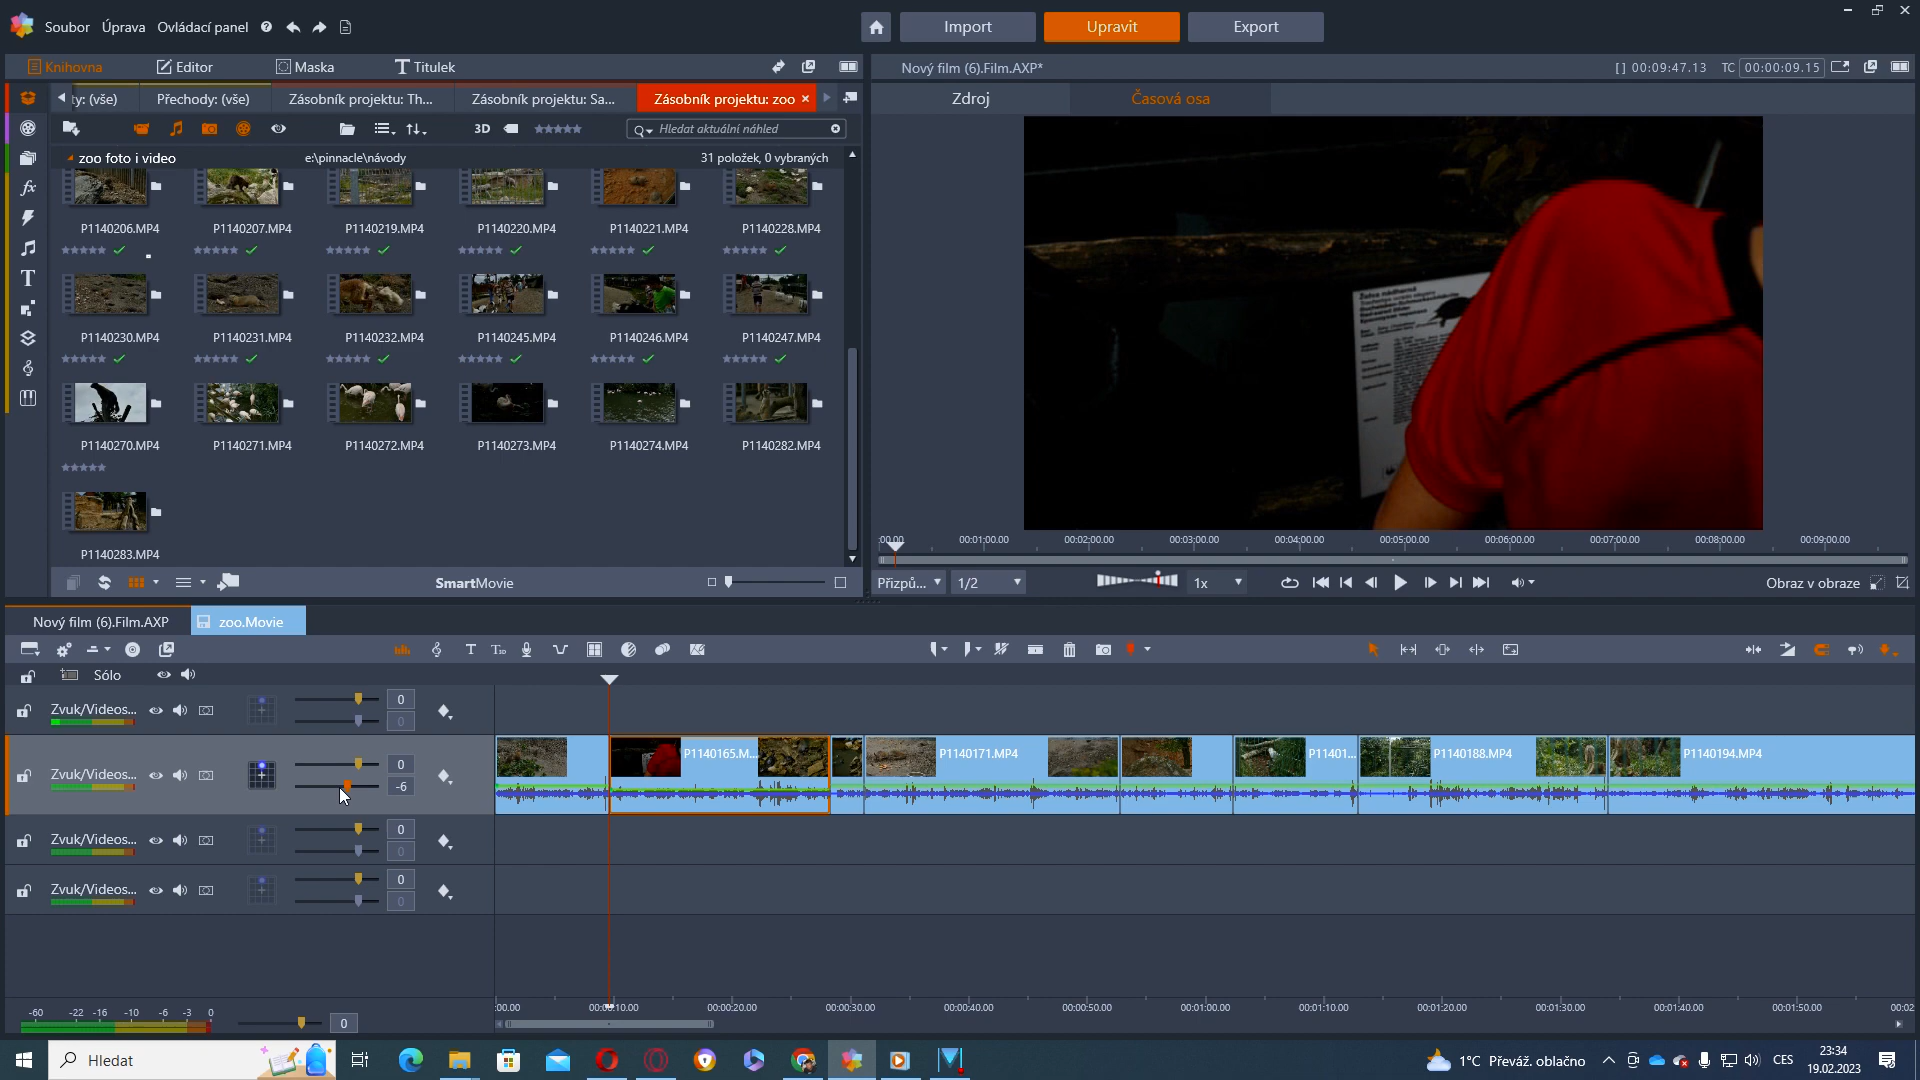 Soubor Úprava Ovládací panel
Import Upravit Export
Knihovna Editor Maska Titulek
Nový film (6).Film.AXP* [ ] 00:09:47.13 TC 00:00:09.15
ty: (vše) Přechody: (vše) Zásobník projektu: Th... Zásobník projektu: Sa... Zásobník projektu: zoo
Zdroj Časová osa
3D Hledat aktuální náhled
zoo foto i video e:\pinnacle\návody 31 položek, 0 vybraných
P1140206.MP4 P1140207.MP4 P1140219.MP4 P1140220.MP4 P1140221.MP4 P1140228.MP4
P1140230.MP4 P1140231.MP4 P1140232.MP4 P1140245.MP4 P1140246.MP4 P1140247.MP4
P1140270.MP4 P1140271.MP4 P1140272.MP4 P1140273.MP4 P1140274.MP4 P1140282.MP4
P1140283.MP4
:00.00 00:01:00.00 00:02:00.00 00:03:00.00 00:04:00.00 00:05:00.00 00:06:00.00 00:07:00.00 00:08:00.00 00:09:00.00
SmartMovie
Přizpů... 1/2 1x Obraz v obraze
Nový film (6).Film.AXP zoo.Movie
Sólo
Zvuk/Videos... 0
0
Zvuk/Videos... 0
-6
P1140165.M... P1140171.MP4 P11401... P1140188.MP4 P1140194.MP4
Zvuk/Videos... 0
0
Zvuk/Videos... 0
0
:00.00 00:00:10.00 00:00:20.00 00:00:30.00 00:00:40.00 00:00:50.00 00:01:00.00 00:01:10.00 00:01:20.00 00:01:30.00 00:01:40.00 00:01:50.00 00:02
-60 -22 -16 -10 -6 -3 0
0
Hledat
1°C Převáž. oblačno CES 23:34
19.02.2023